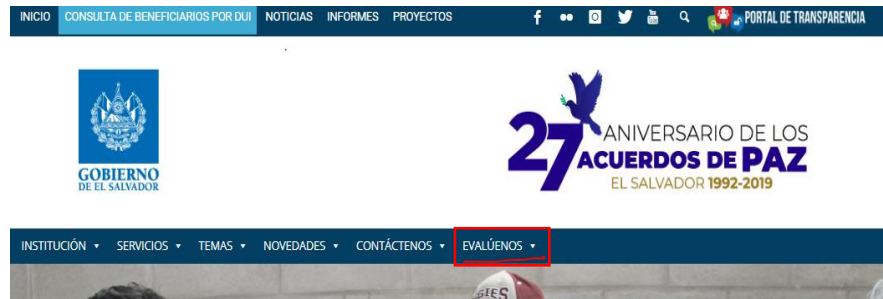 INICIO CONSULTA DE BENEFICIARIOS POR DUI NOTICIAS INFORMES PROYECTOS PORTAL DE TRANSPARENCIA
GOBIERNO
DE EL SALVADOR
27 ANIVERSARIO DE LOS
ACUERDOS DE PAZ
EL SALVADOR 1992-2019
INSTITUCIÓN SERVICIOS TEMAS NOVEDADES CONTÁCTENOS EVALÚENOS